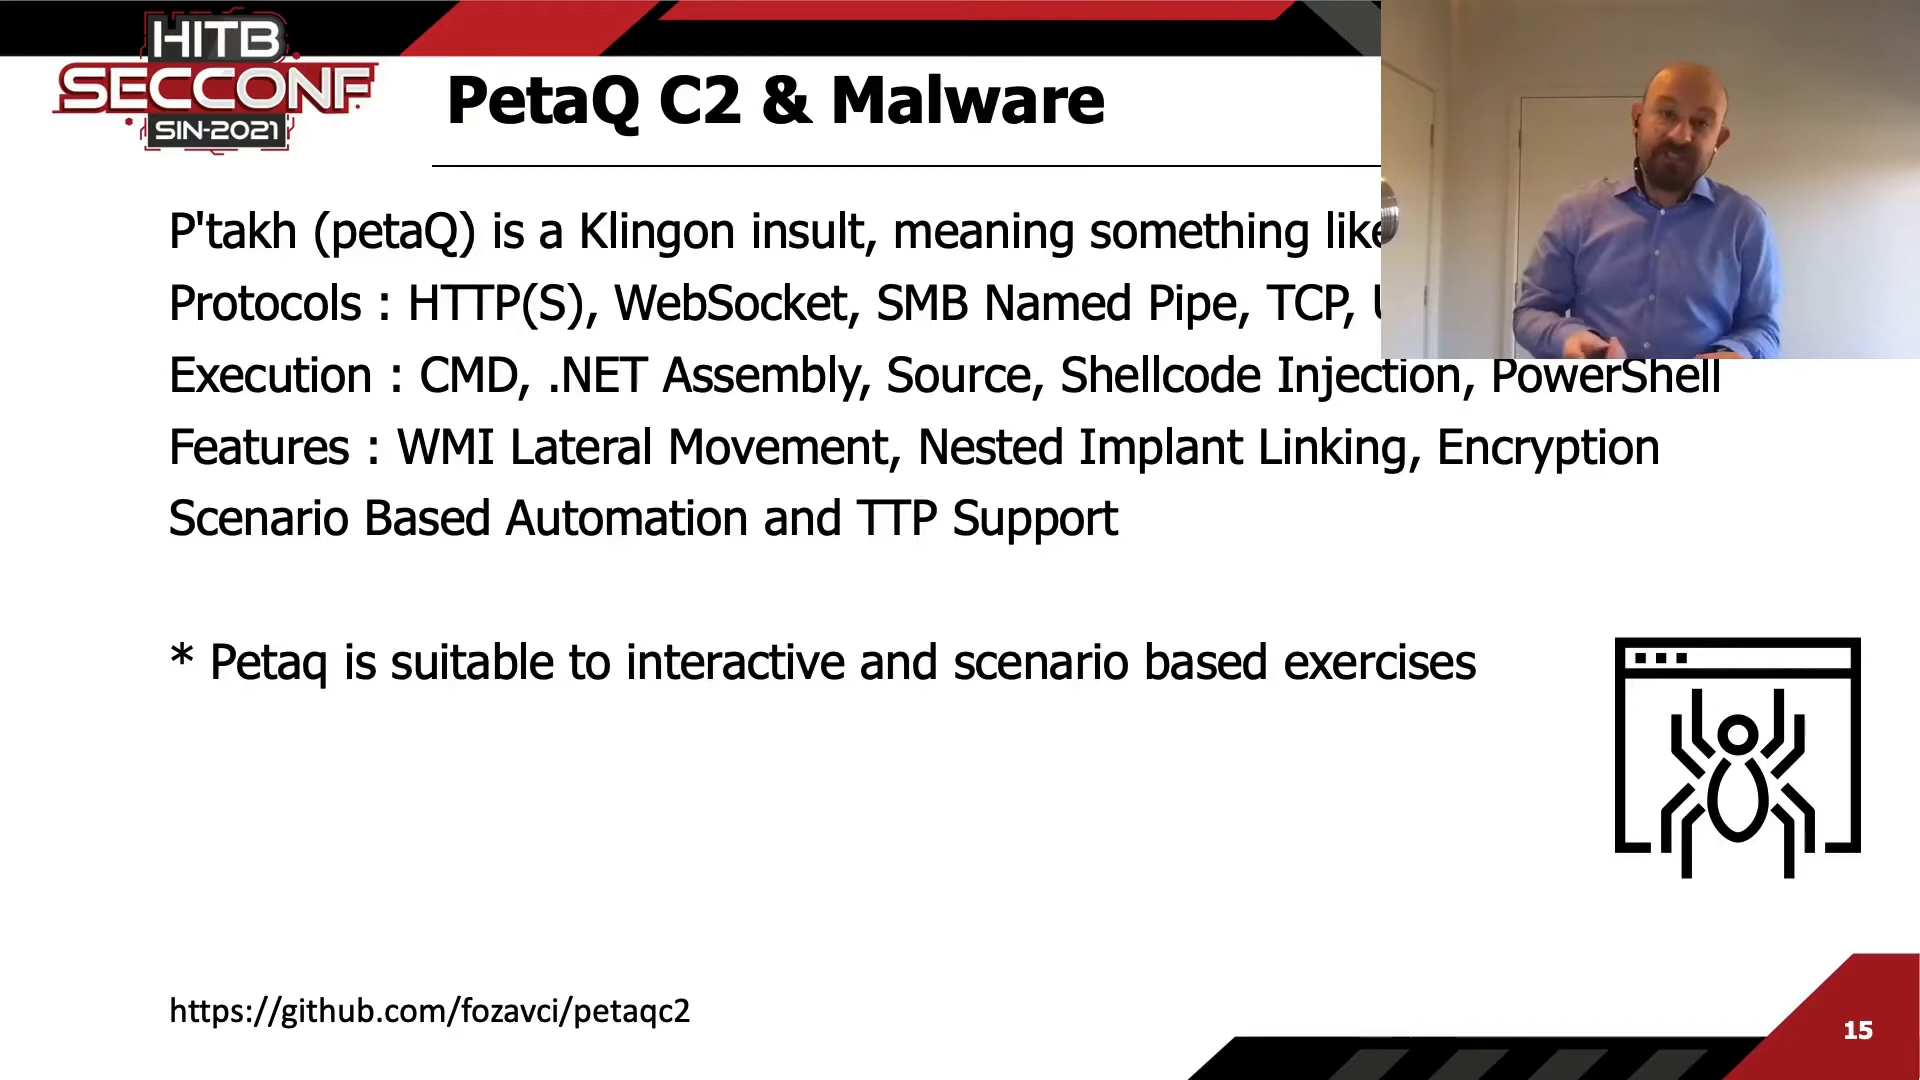 HITB
SECCONF
SIN-2021
PetaQ C2 & Malware
P'takh (petaQ) is a Klingon insult, meaning something like
Protocols : HTTP(S), WebSocket, SMB Named Pipe, TCP,
Execution : CMD, .NET Assembly, Source, Shellcode Injection, PowerShell
Features : WMI Lateral Movement, Nested Implant Linking, Encryption
Scenario Based Automation and TTP Support
* Petaq is suitable to interactive and scenario based exercises
https://github.com/fozavci/petaqc2
15